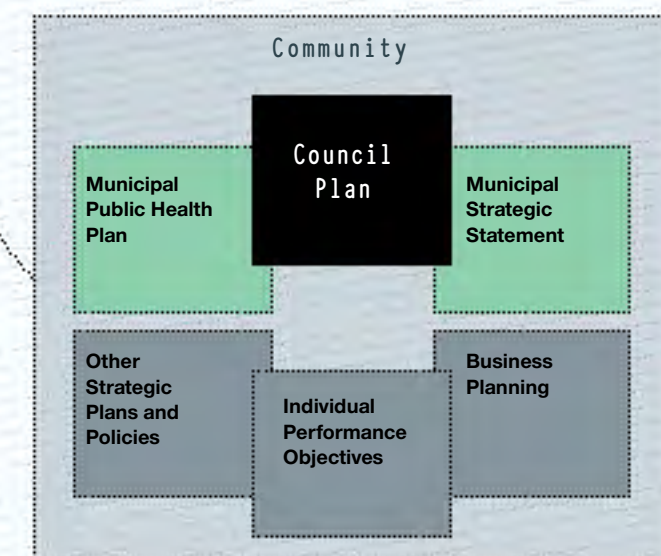 Community
Council
Plan
Municipal
Public Health
Plan
Municipal
Strategic
Statement
Other
Strategic
Plans and
Policies
Individual
Performance
Objectives
Business
Planning